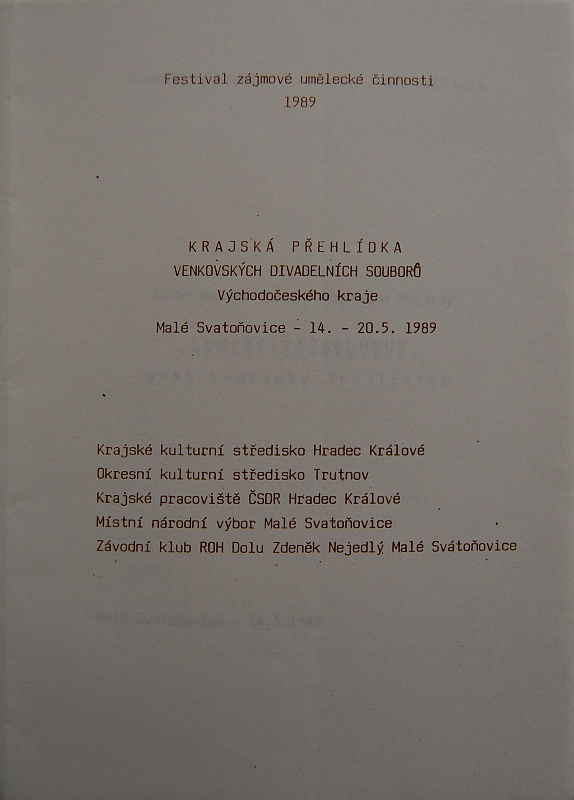 Festival zájmové umělecké činnosti
1989
KRAJSKÁ PŘEHLÍDKA
VENKOVSKÝCH DIVADELNÍCH SOUBORŮ
Východočeského kraje
Malé Svatoňovice - 14. - 20.5. 1989
Krajské kulturní středisko Hradec Králové
Okresní kulturní středisko Trutnov
Krajské pracoviště ČSDR Hradec Králové
Místní národní výbor Malé Svatoňovice
Závodní klub ROH Dolu Zdeněk Nejedlý Malé Svátoňovice